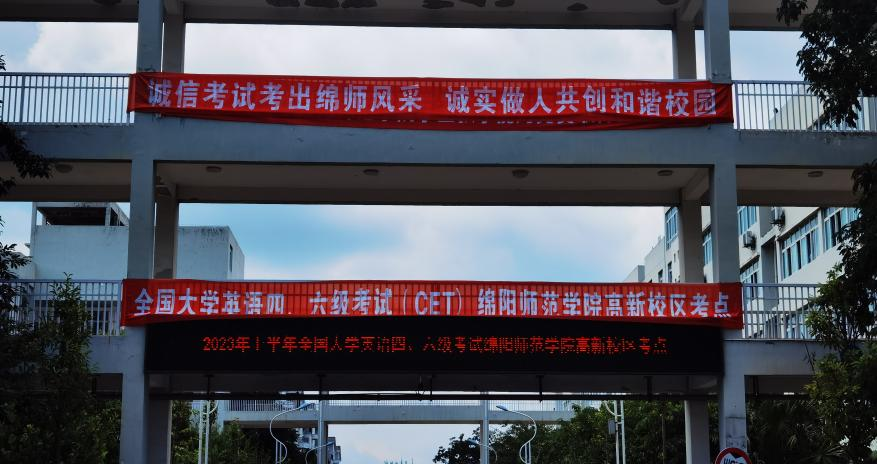 诚信考试考出绵师风采 诚实做人共创和谐校园
全国大学英语四、六级考试(CET)绵阳师范学院高新校区考点
2023年上半年全国大学英语四、六级考试绵阳师范学院高新校区考点